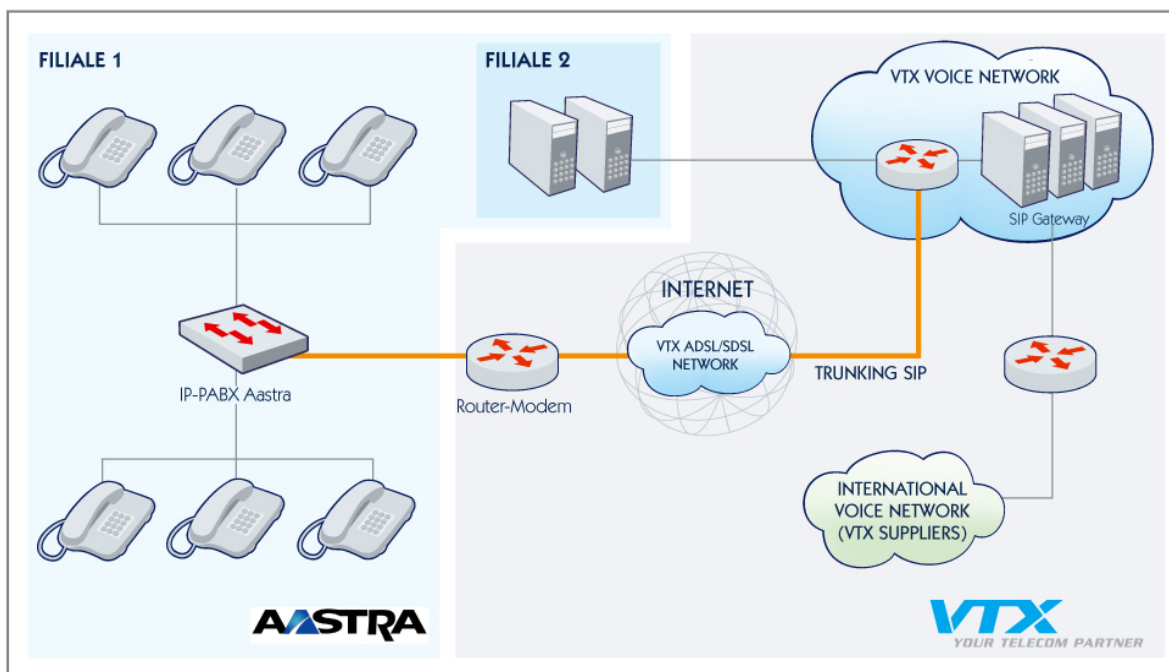 FILIALE 1
FILIALE 2
VTX VOICE NETWORK
SIP Gateway
INTERNET
VTX ADSL/SDSL
NETWORK
TRUNKING SIP
IP-PABX Aastra
Router-Modem
INTERNATIONAL
VOICE NETWORK
(VTX SUPPLIERS)
AASTRA
VTX
YOUR TELECOM PARTNER